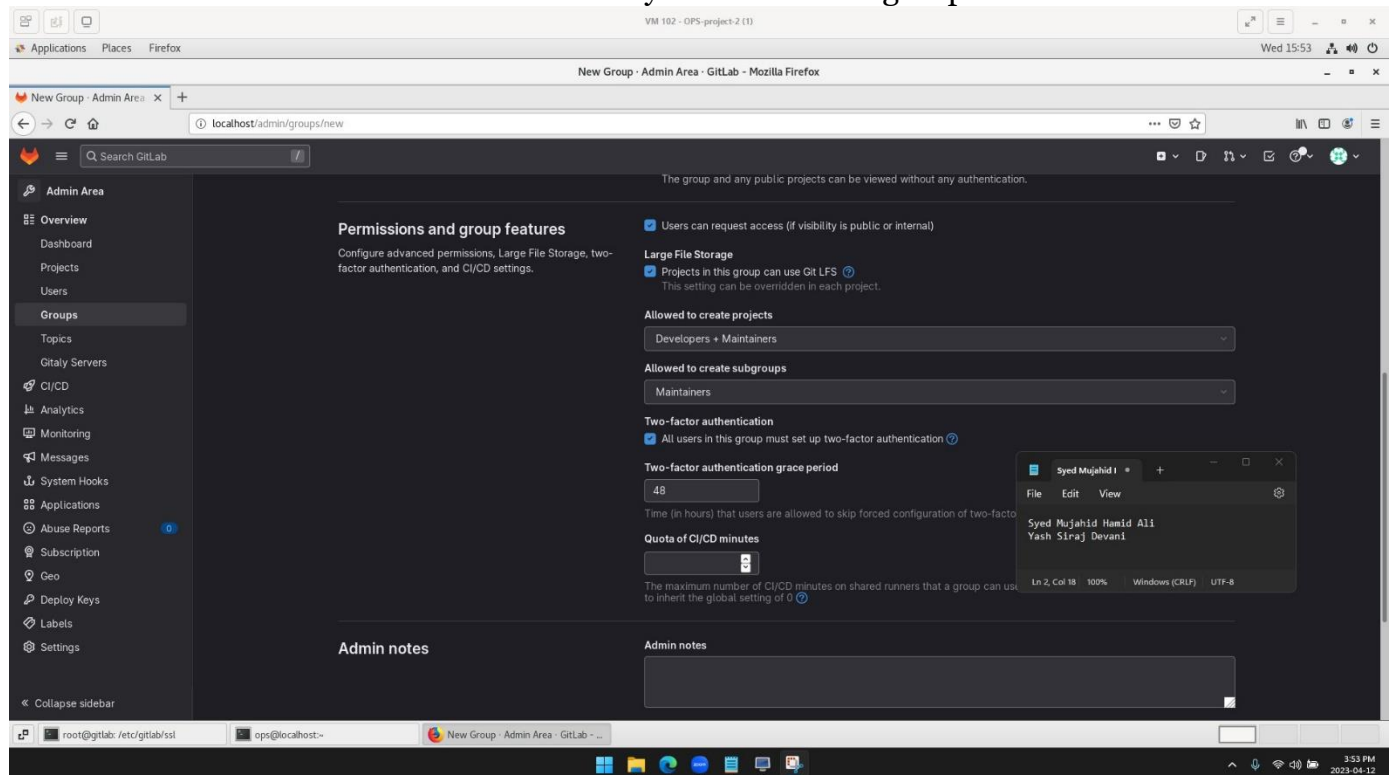 VM 102 - OPS-project-2 (1)
Applications Places Firefox
Wed 15:53
New Group · Admin Area · GitLab - Mozilla Firefox
New Group · Admin Area
localhost/admin/groups/new
Search GitLab /
The group and any public projects can be viewed without any authentication.
Admin Area
Overview
Dashboard
Projects
Users
Groups
Topics
Gitaly Servers
CI/CD
Analytics
Monitoring
Messages
System Hooks
Applications
Abuse Reports 0
Subscription
Geo
Deploy Keys
Labels
Settings
« Collapse sidebar
Permissions and group features
Configure advanced permissions, Large File Storage, two-
factor authentication, and CI/CD settings.
Users can request access (if visibility is public or internal)
Large File Storage
Projects in this group can use Git LFS
This setting can be overridden in each project.
Allowed to create projects
Developers + Maintainers
Allowed to create subgroups
Maintainers
Two-factor authentication
All users in this group must set up two-factor authentication
Two-factor authentication grace period
48
Time (in hours) that users are allowed to skip forced configuration of two-facto
Quota of CI/CD minutes
The maximum number of CI/CD minutes on shared runners that a group can us
to inherit the global setting of 0
Admin notes
Admin notes
Syed Mujahid
File Edit View
Syed Mujahid Hamid Ali
Yash Siraj Devani
Ln 2, Col 18 100% Windows (CRLF) UTF-8
root@gitlab: /etc/gitlab/ssl
ops@localhost:~
New Group · Admin Area · GitLab - ...
3:53 PM
2023-04-12